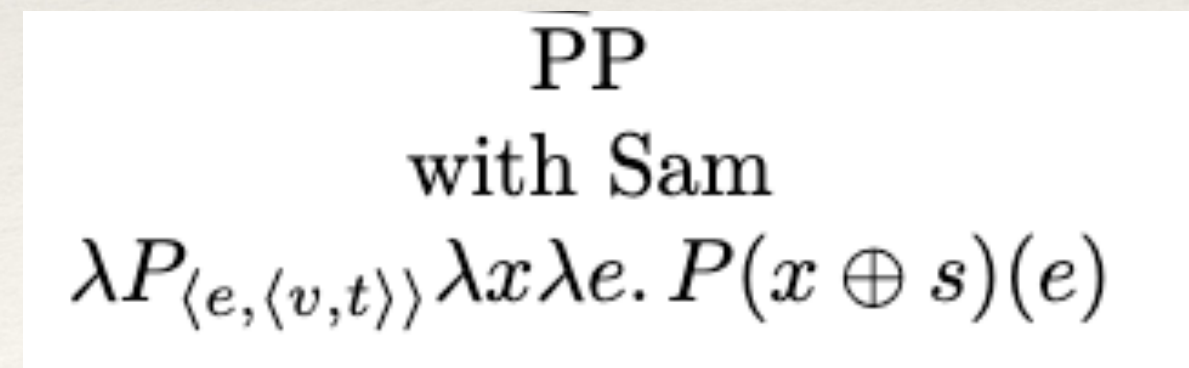 PP
with Sam
λP⟨e,⟨v,t⟩⟩λxλe. P(x ⊕ s)(e)